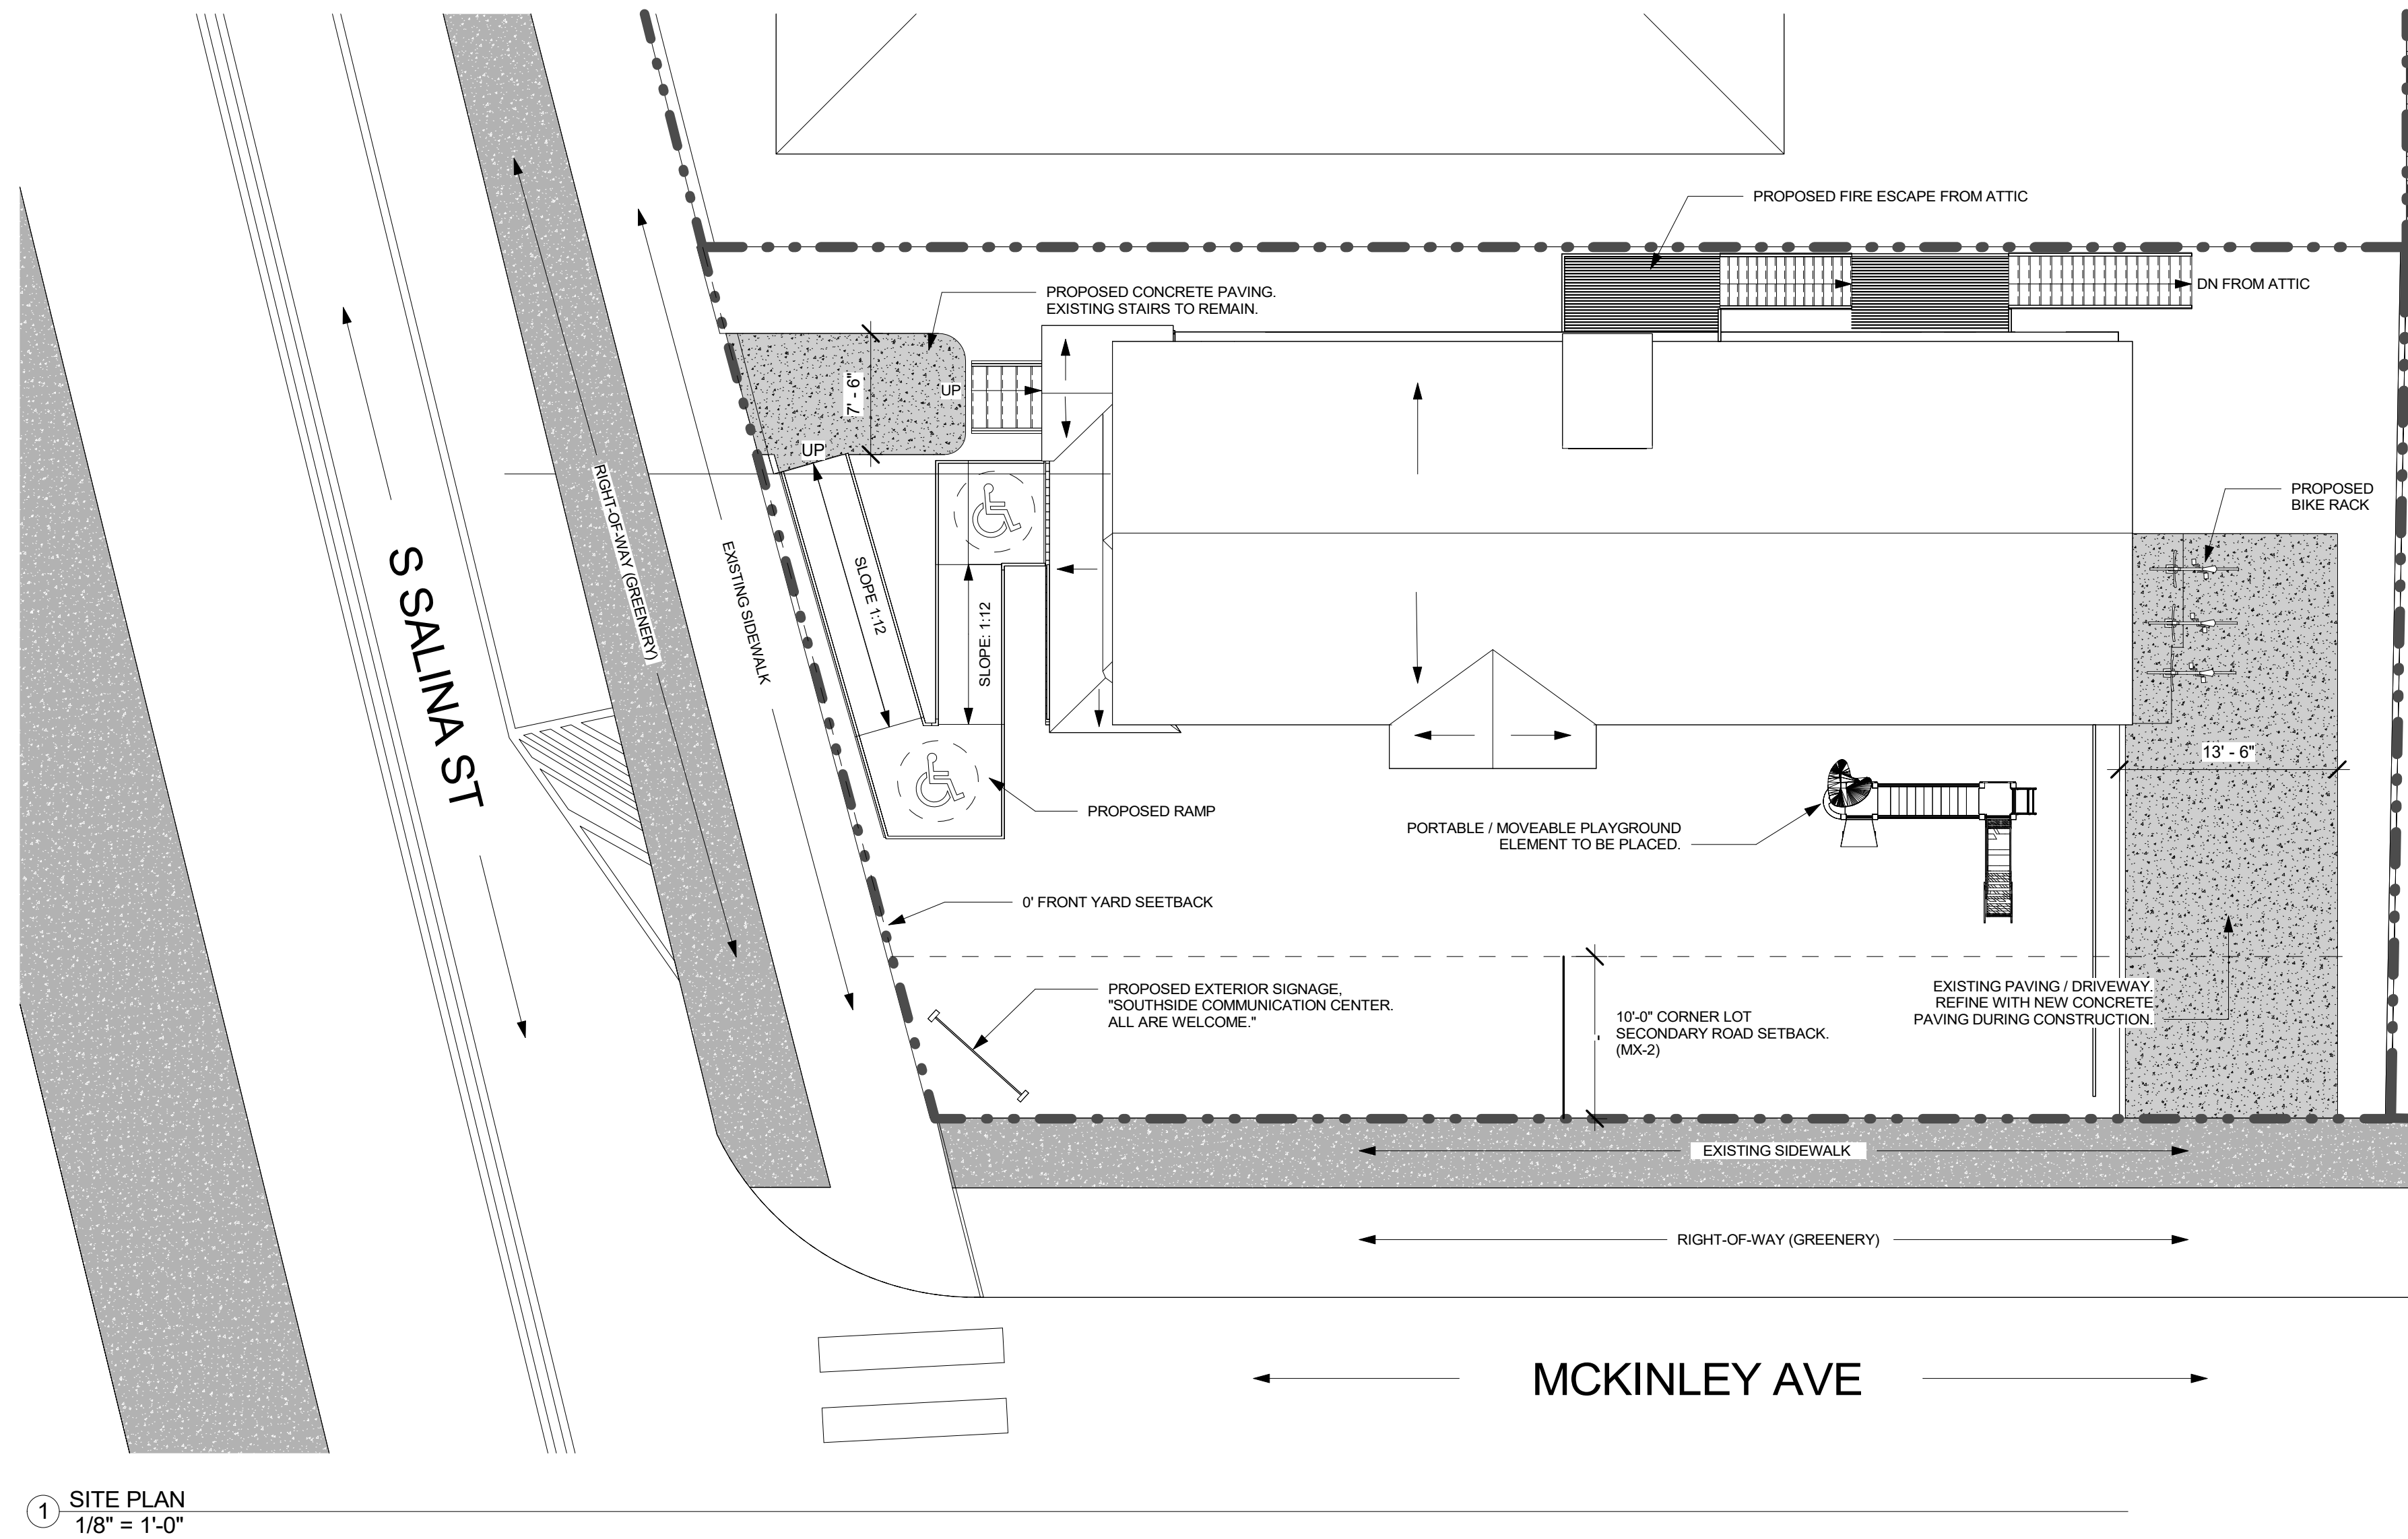 PROPOSED FIRE ESCAPE FROM ATTIC
DN FROM ATTIC
PROPOSED CONCRETE PAVING.
EXISTING STAIRS TO REMAIN.
7' - 6"
UP
UP
RIGHT-OF-WAY (GREENERY)
EXISTING SIDEWALK
SLOPE 1:12
SLOPE: 1:12
S SALINA ST
PROPOSED
BIKE RACK
13' - 6"
PROPOSED RAMP
PORTABLE / MOVEABLE PLAYGROUND
ELEMENT TO BE PLACED.
0' FRONT YARD SEETBACK
PROPOSED EXTERIOR SIGNAGE,
"SOUTHSIDE COMMUNICATION CENTER.
ALL ARE WELCOME."
10'-0" CORNER LOT
SECONDARY ROAD SETBACK.
(MX-2)
EXISTING PAVING / DRIVEWAY.
REFINE WITH NEW CONCRETE
PAVING DURING CONSTRUCTION.
EXISTING SIDEWALK
RIGHT-OF-WAY (GREENERY)
MCKINLEY AVE
1
SITE PLAN
1/8" = 1'-0"